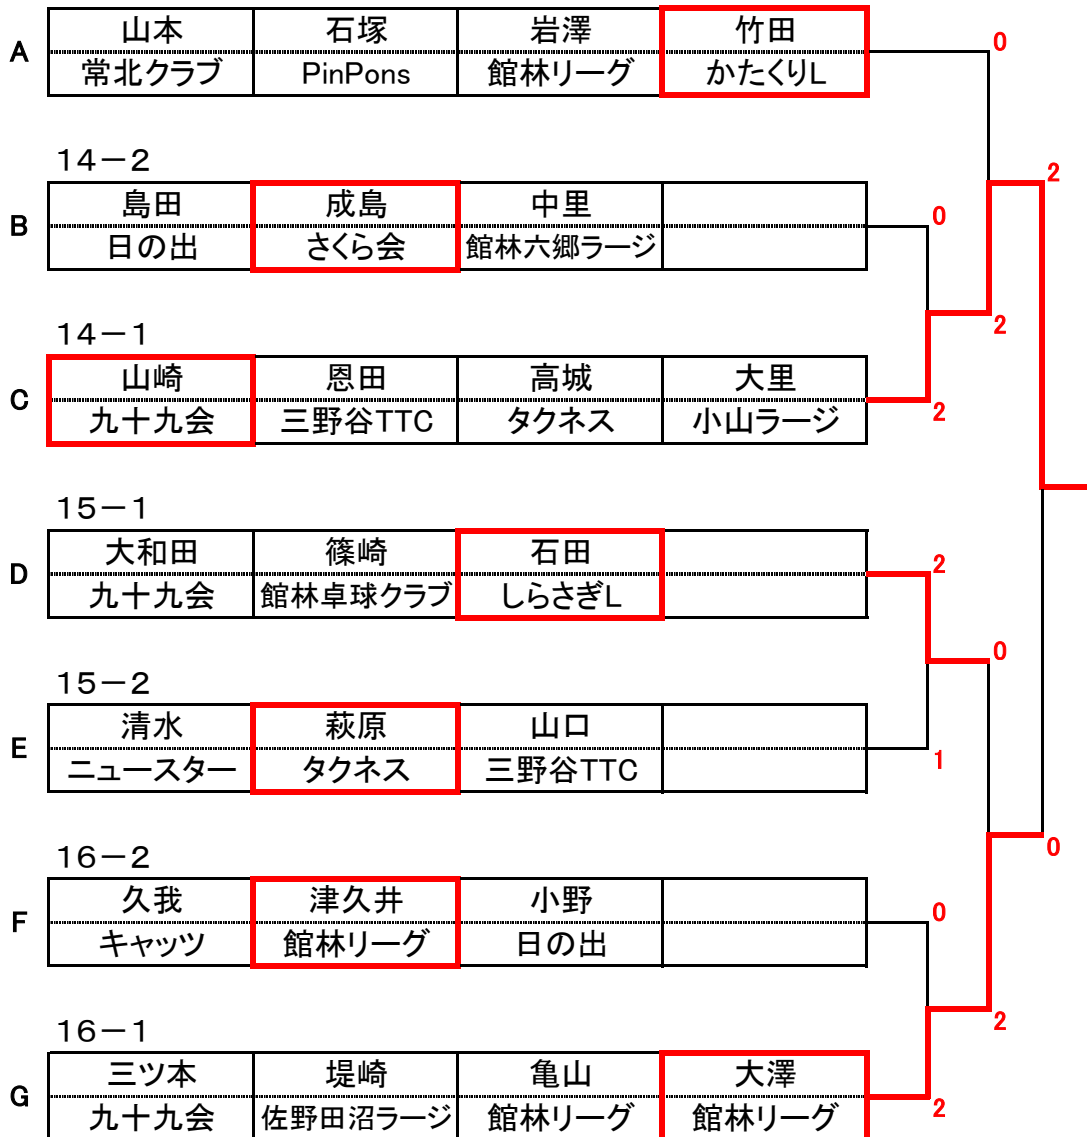 A
山本 石塚 岩澤 竹田
常北クラブ PinPons 館林リーグ かたくりL
0
14－2
2
B
島田 成島 中里
日の出 さくら会 館林六郷ラージ
0
14－1
2
C
山崎 恩田 高城 大里
九十九会 三野谷TTC タクネス 小山ラージ
2
15－1
D
大和田 篠崎 石田
九十九会 館林卓球クラブ しらさぎL
2
15－2
0
E
清水 萩原 山口
ニュースター タクネス 三野谷TTC
1
16－2
0
F
久我 津久井 小野
キャッツ 館林リーグ 日の出
0
16－1
2
G
三ツ本 堤崎 亀山 大澤
九十九会 佐野田沼ラージ 館林リーグ 館林リーグ
2